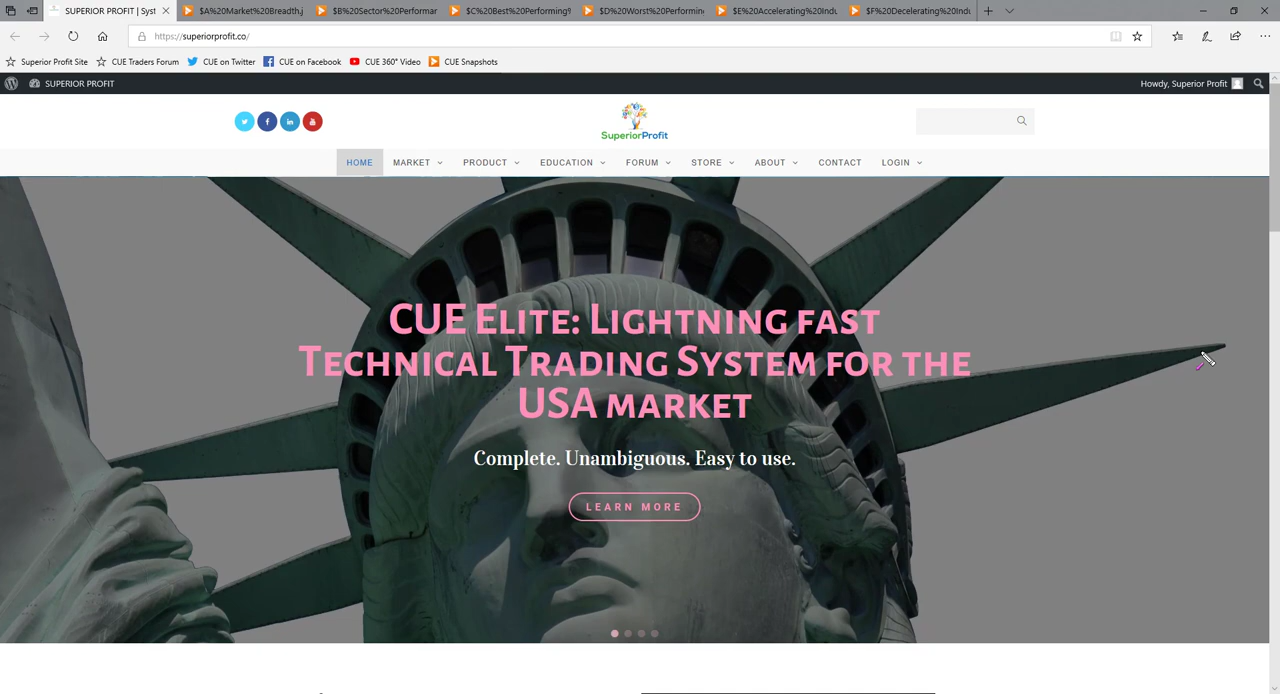 SUPERIOR PROFIT | Syst
$A%20Market%20Breadth.j
$B%20Sector%20Performar
$C%20Best%20Performing%
$D%20Worst%20Performing
$E%20Accelerating%20Indu
$F%20Decelerating%20Indu
https://superiorprofit.co/
Superior Profit Site
CUE Traders Forum
CUE on Twitter
CUE on Facebook
CUE 360° Video
CUE Snapshots
SUPERIOR PROFIT
Howdy, Superior Profit
SuperiorProfit
HOME
MARKET
PRODUCT
EDUCATION
FORUM
STORE
ABOUT
CONTACT
LOGIN
CUE Elite: Lightning fast
Technical Trading System for the
USA market
Complete. Unambiguous. Easy to use.
LEARN MORE